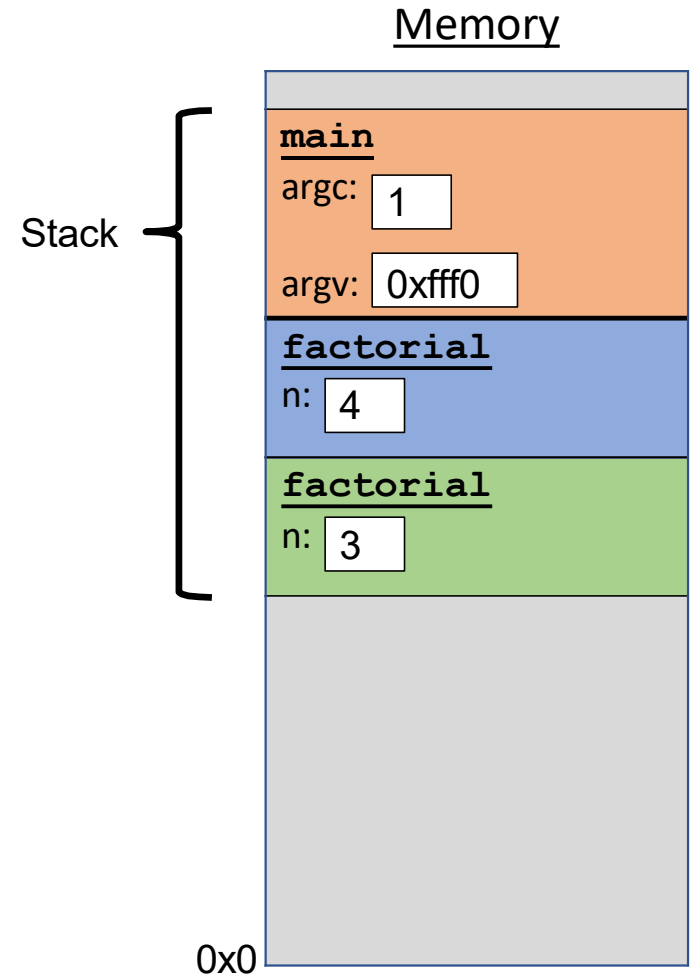 Memory
main
argc: 1
Stack
argv: 0xfff0
factorial
n: 4
factorial
n: 3
0x0